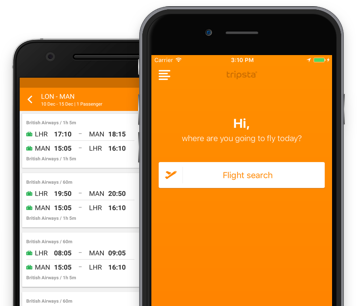 LON - MAN
15 Dec - 15 Dec | 1 Passenger
British Airways / 1h 5m
LHR 17:10 - MAN 18:15
MAN 15:05 - LHR 16:10
British Airways / 1h 5m
British Airways / 60m
LHR 19:50 - MAN 20:50
MAN 15:05 - LHR 16:10
British Airways / 1h 5m
British Airways / 60m
LHR 08:05 - MAN 09:05
MAN 15:05 - LHR 16:10
British Airways / 1h 5m
Carrier 3:10 PM
tripsta
Hi,
where are you going to fly today?
Flight search